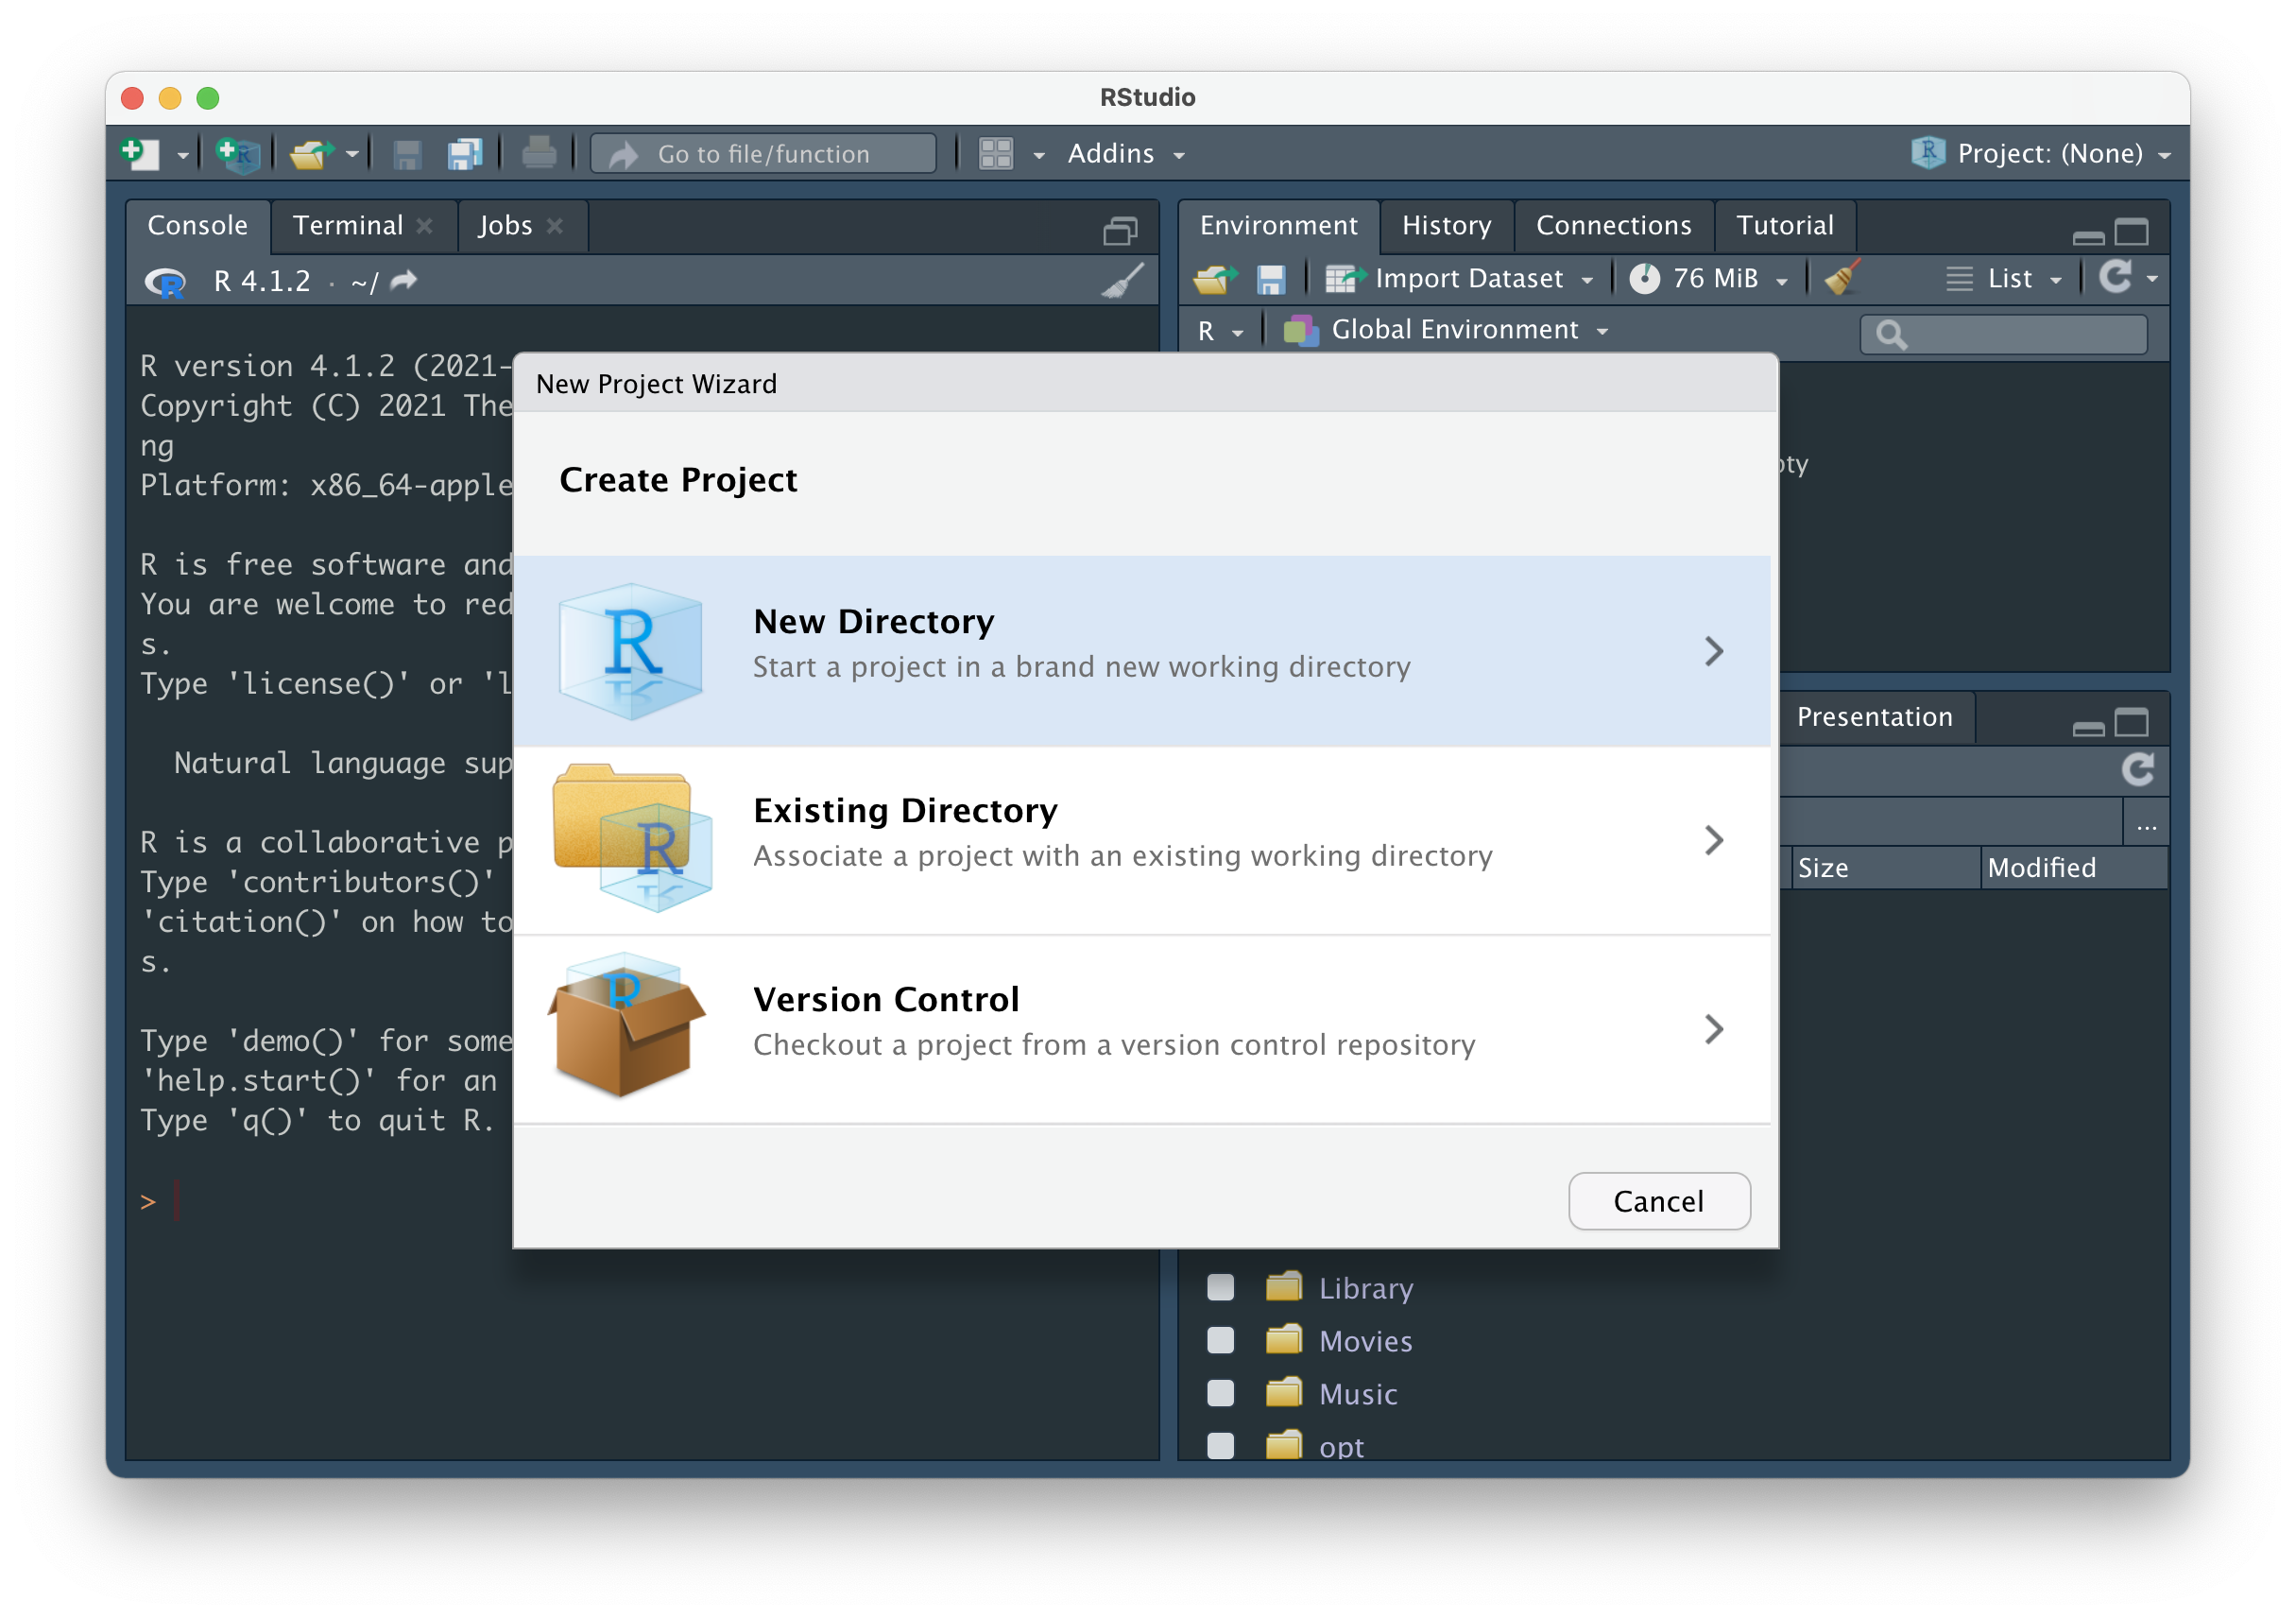 RStudio
Go to file/function
Addins
Project: (None)
Console
Terminal
Jobs
R 4.1.2 · ~/
R version 4.1.2 (2021-
Copyright (C) 2021 The
ng
Platform: x86_64-apple
R is free software and
You are welcome to red
s.
Type 'license()' or 'l
Natural language sup
R is a collaborative p
Type 'contributors()'
'citation()' on how to
s.
Type 'demo()' for some
'help.start()' for an
Type 'q()' to quit R.
>
Environment
History
Connections
Tutorial
Import Dataset
76 MiB
List
R
Global Environment
pty
New Project Wizard
Create Project
New Directory
Start a project in a brand new working directory
Existing Directory
Associate a project with an existing working directory
Version Control
Checkout a project from a version control repository
Cancel
Presentation
...
Size
Modified
Library
Movies
Music
opt